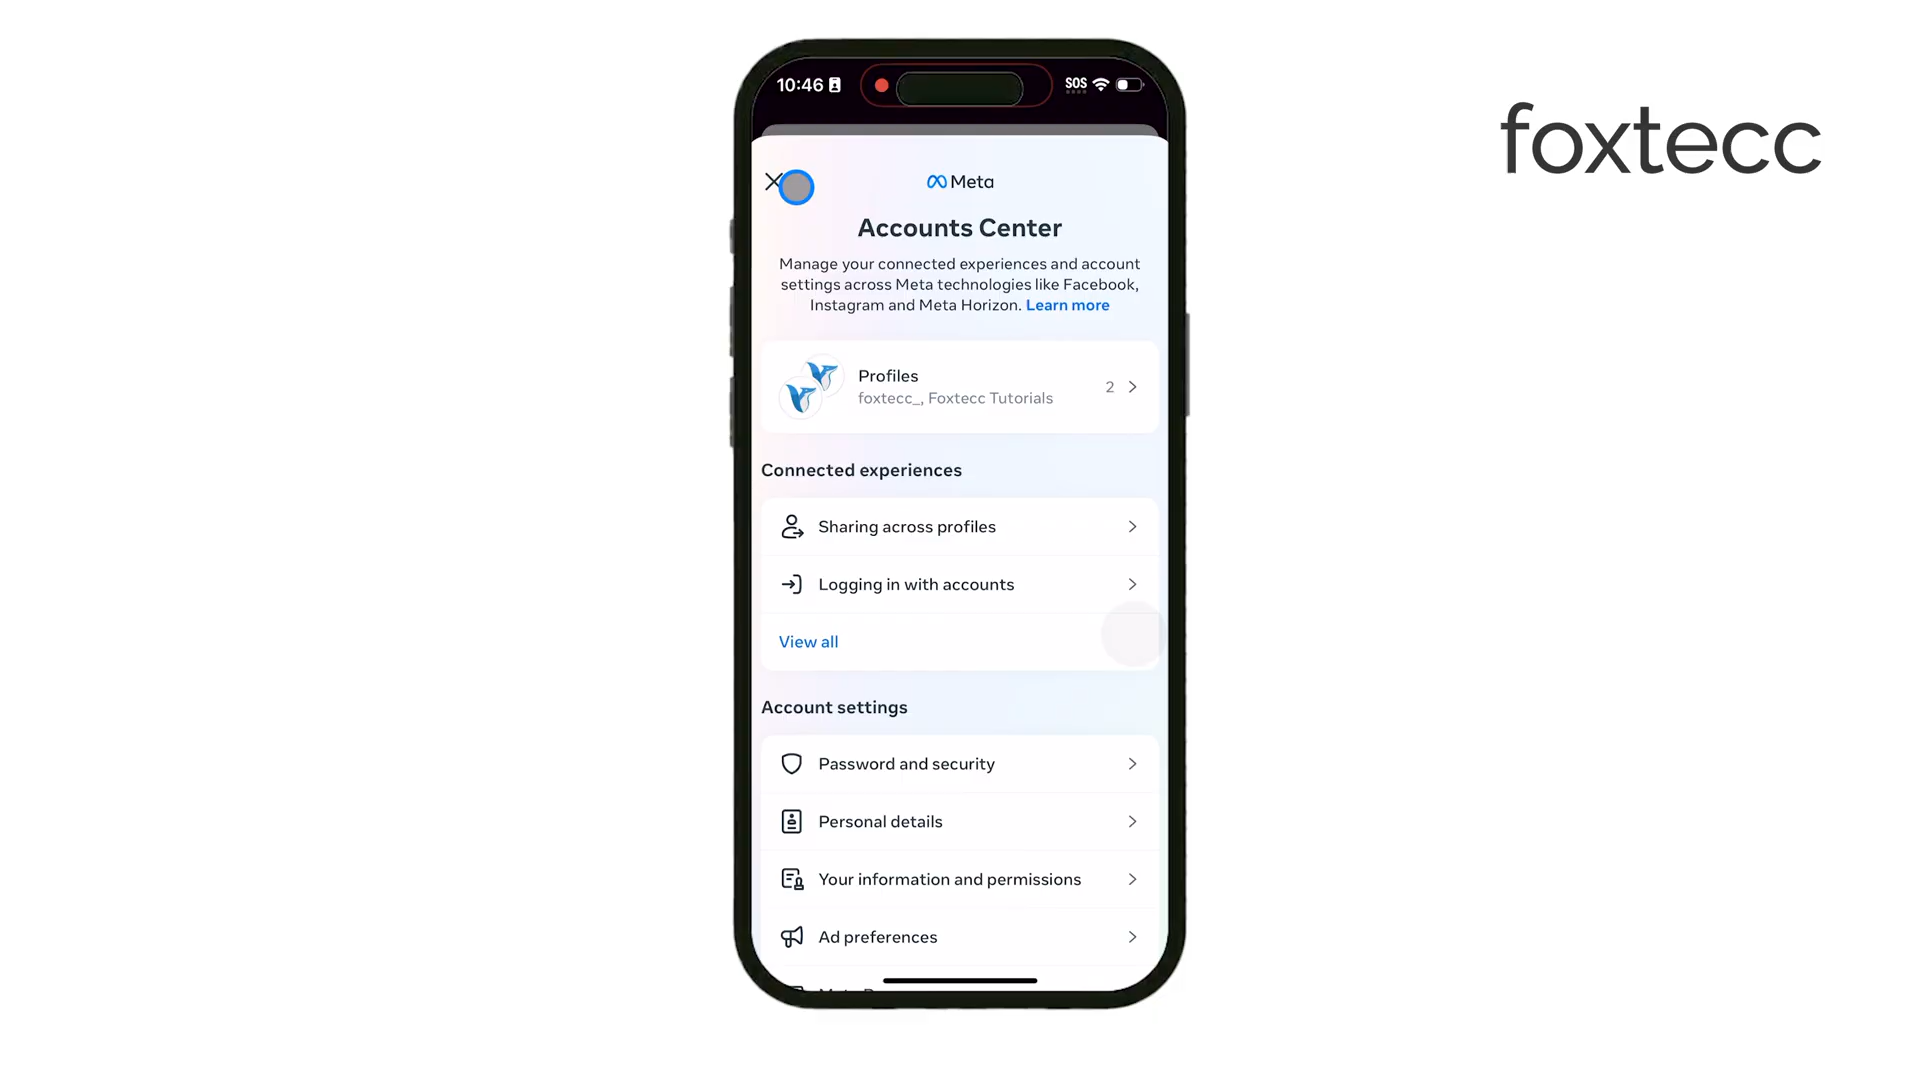 foxtecc
10:46
SOS
Meta
Accounts Center
Manage your connected experiences and account
settings across Meta technologies like Facebook,
Instagram and Meta Horizon. Learn more
Profiles
foxtecc_, Foxtecc Tutorials
2
Connected experiences
Sharing across profiles
Logging in with accounts
View all
Account settings
Password and security
Personal details
Your information and permissions
Ad preferences